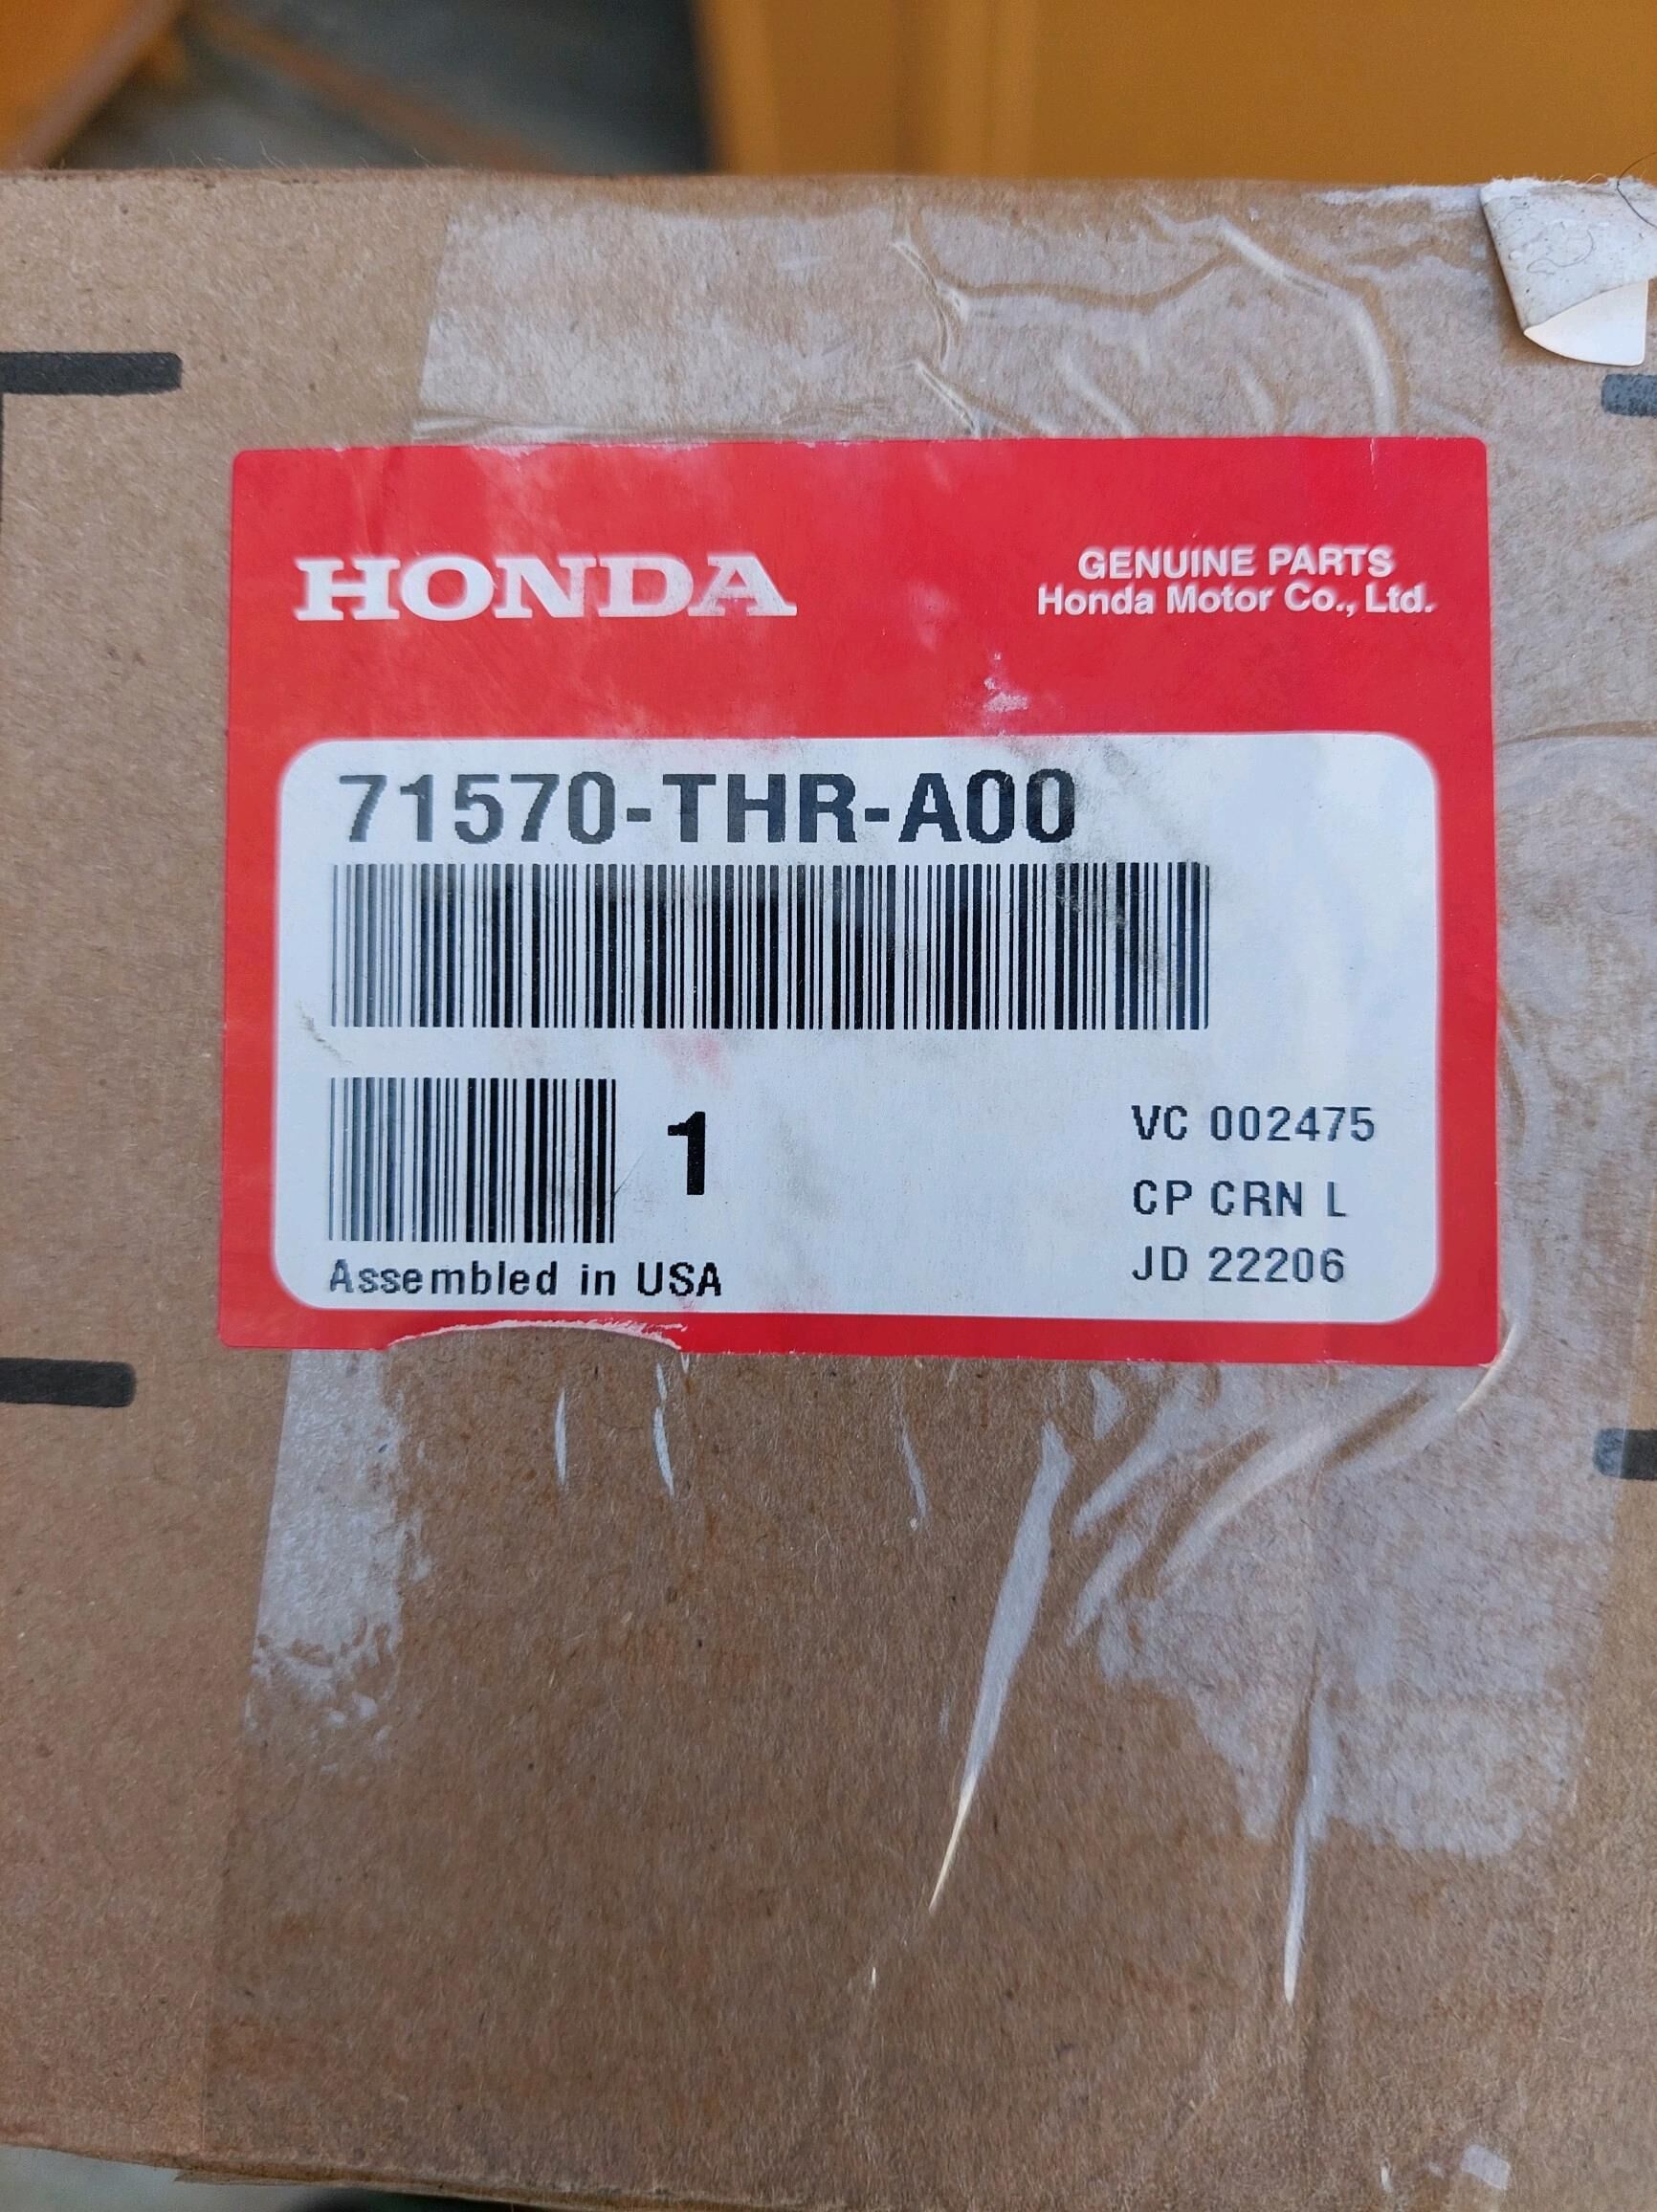 HONDA
GENUINE PARTS
Honda Motor Co., Ltd.
71570-THR-A00
1
VC 002475
CP CRN L
JD 22206
Assembled in USA